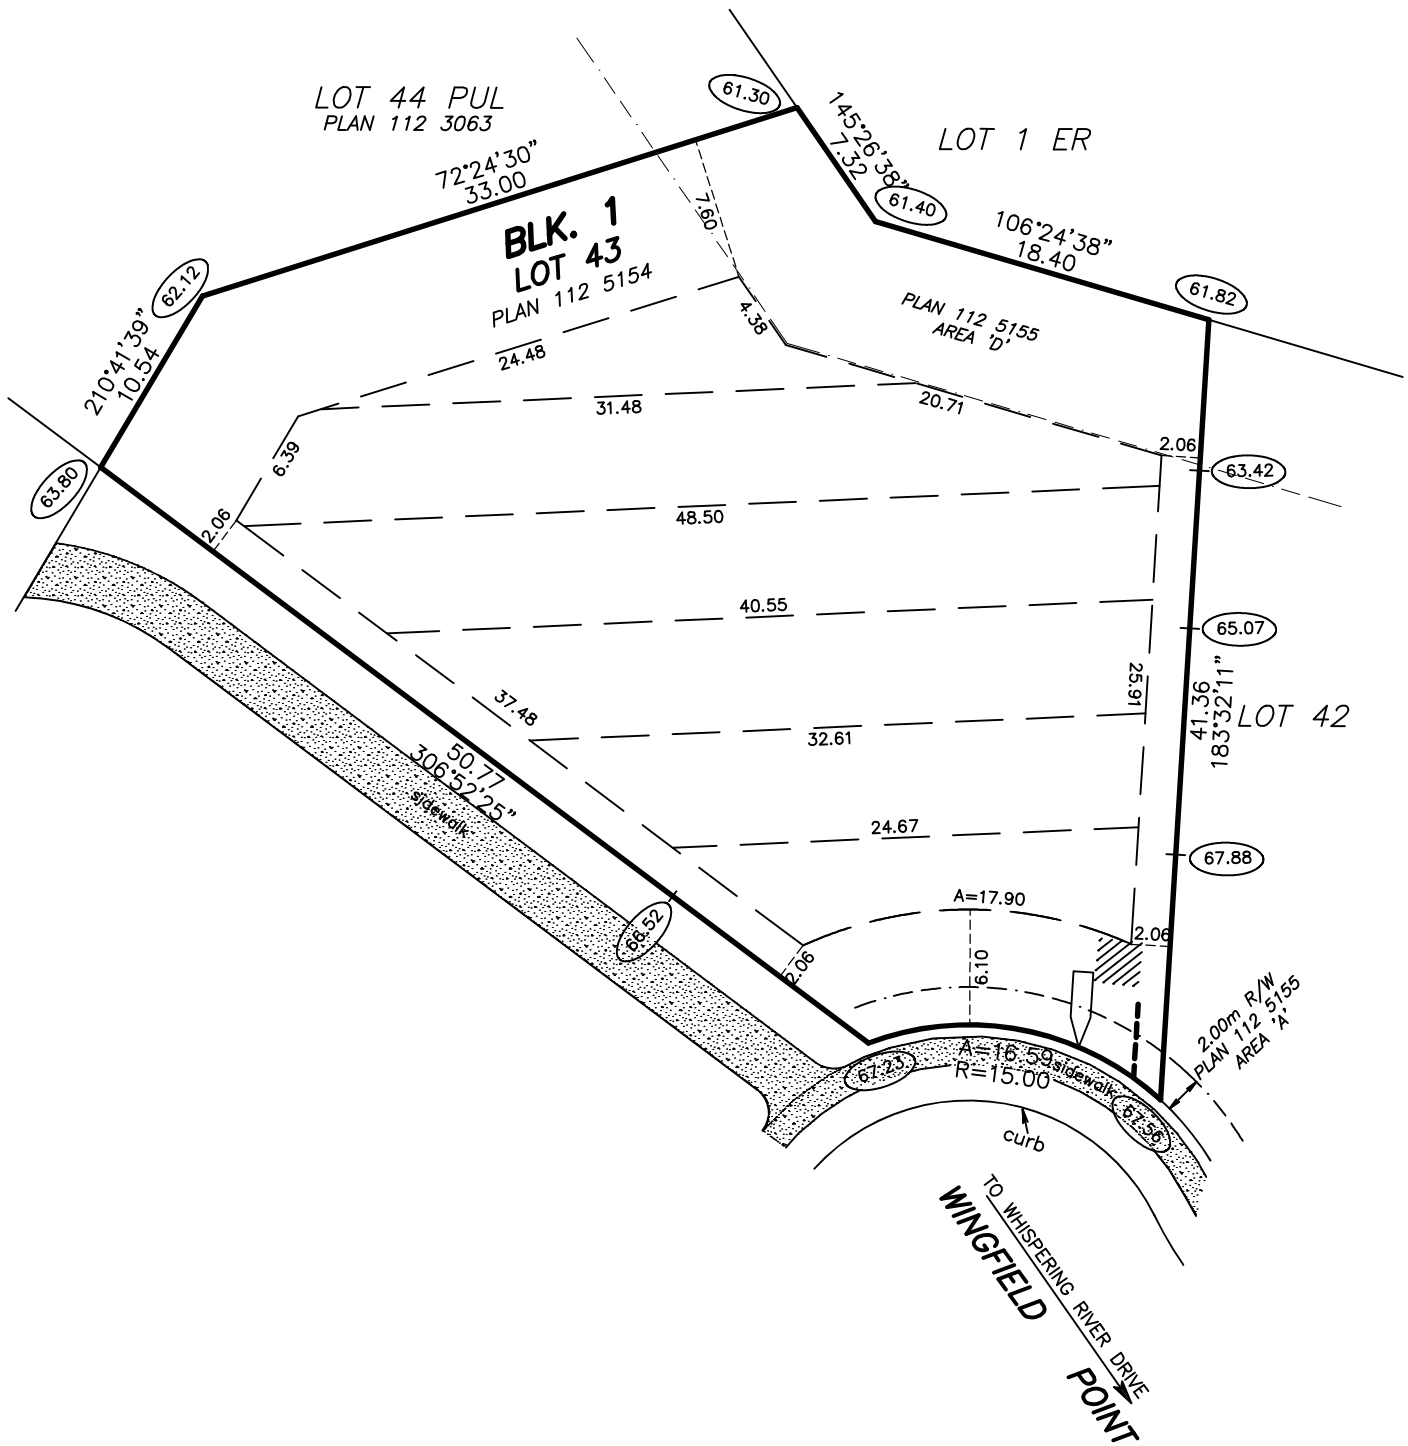 LOT 44 PUL
PLAN 112 3063
61.30
145°26'38"
7.32
LOT 1 ER
72°24'30"
33.00
61.40
106°24'38"
18.40
7.60
BLK. 1
LOT 43
PLAN 112 5154
62.12
61.82
PLAN 112 5155
AREA 'D'
4.38
24.48
210°41'39"
10.54
31.48
20.71
2.06
63.42
6.39
63.80
2.06
48.50
40.55
65.07
25.91
41.36
183°32'11"
LOT 42
37.48
32.61
50.77
306°52'25"
sidewalk
24.67
67.88
A=17.90
66.52
2.06
2.06
6.10
2.00m R/W
PLAN 112 5155
AREA 'A'
A=16.59
R=15.00
sidewalk
67.23
67.56
curb
TO WHISPERING RIVER DRIVE
WINGFIELD POINT